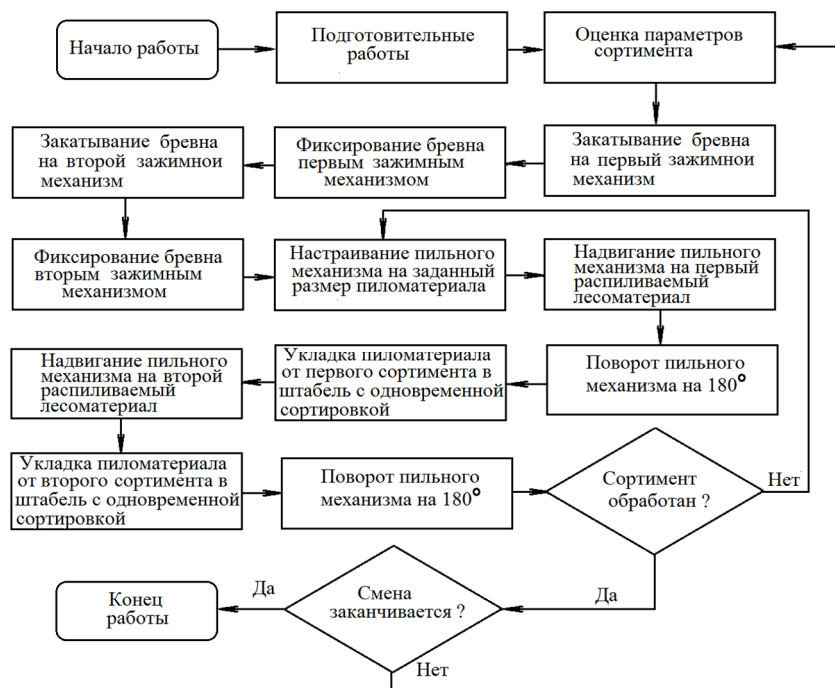 Начало работы
Подготовительные
работы
Оценка параметров
сортимента
Закатывание бревна
на первый зажимнои
механизм
Фиксирование бревна
первым зажимным
механизмом
Закатывание бревна
на второй зажимнои
механизм
Фиксирование бревна
вторым зажимным
механизмом
Настраивание пильного
механизма на заданный
размер пиломатериала
Надвигание пильного
механизма на первый
распиливаемый
лесоматериал
Поворот пильного
механизма на 180°
Укладка пиломатериала
от первого сортимента в
штабель с одновременной
сортировкой
Надвигание пильного
механизма на второй
распиливаемый
лесоматериал
Укладка пиломатериала
от второго сортимента в
штабель с одновременной
сортировкой
Поворот пильного
механизма на 180°
Сортимент
обработан ?
Нет
Да
Смена
заканчивается ?
Да
Нет
Конец
работы